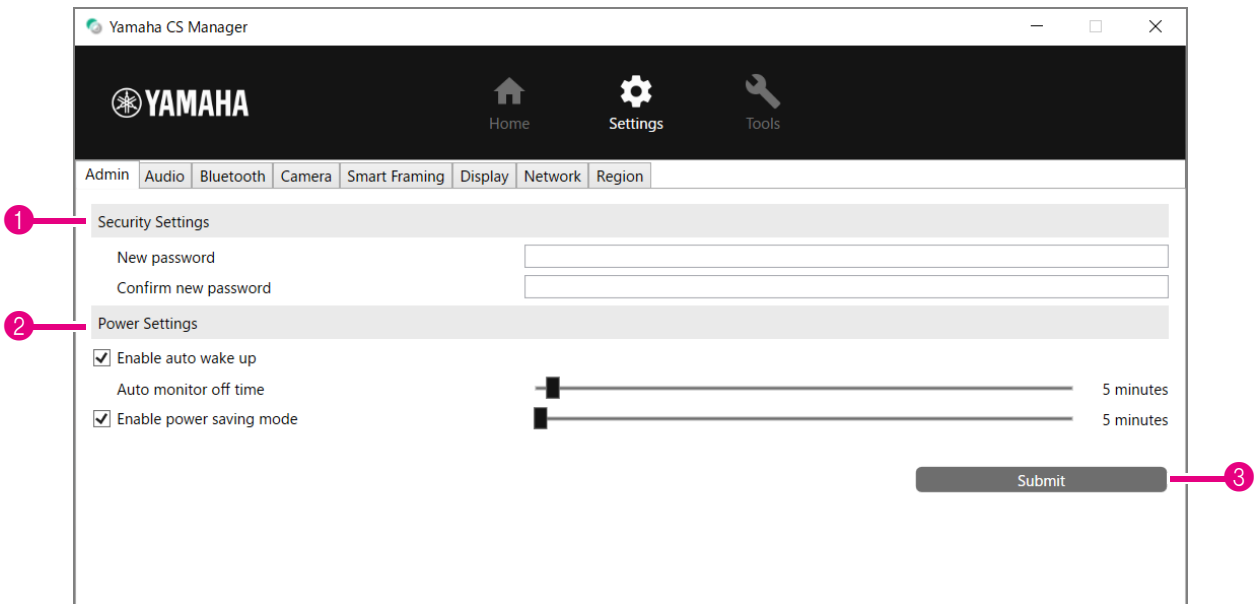 Yamaha CS Manager
YAMAHA
Home Settings Tools
Admin Audio Bluetooth Camera Smart Framing Display Network Region
1 Security Settings
New password
Confirm new password
2 Power Settings
Enable auto wake up
Auto monitor off time 5 minutes
Enable power saving mode 5 minutes
Submit 3